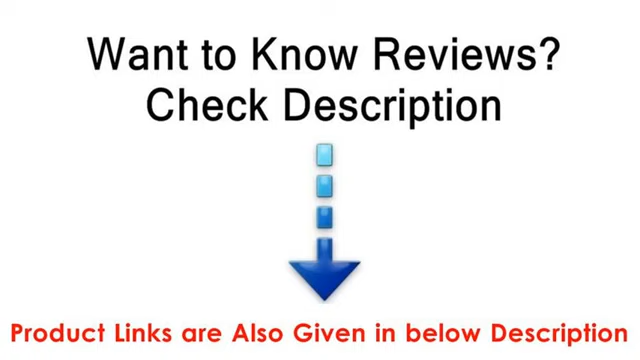 Want to Know Reviews?
Check Description
Product Links are Also Given in below Description